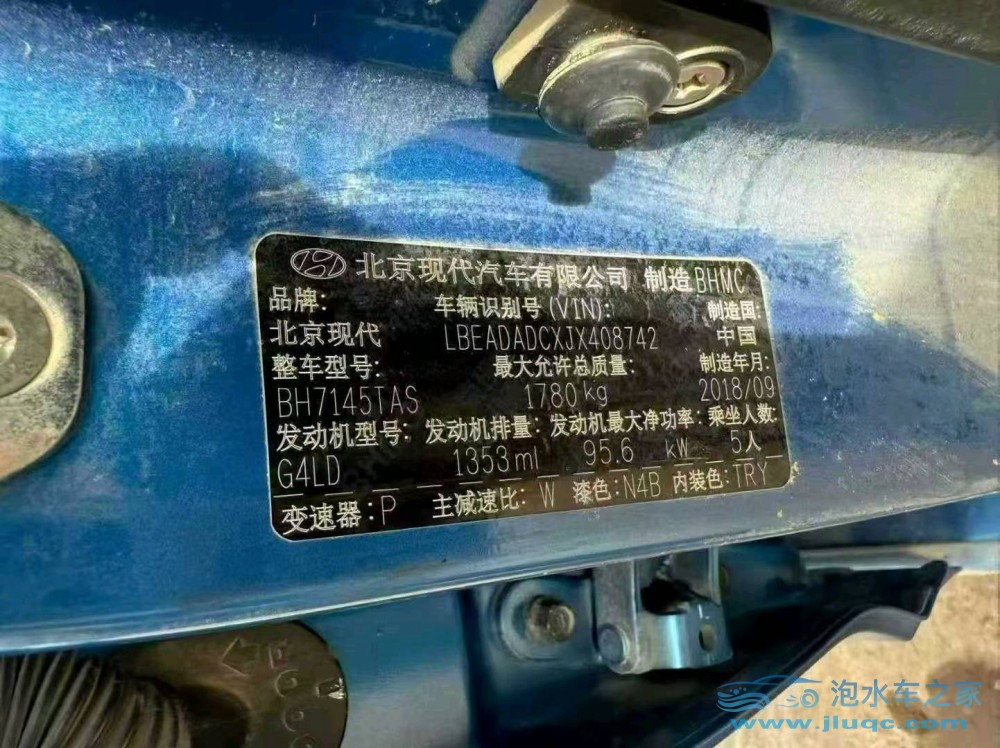 北京现代汽车有限公司 制造 BHMC
品牌: 车辆识别号(VIN): 制造国:
北京现代 LBEADADCXJX408742 中国
整车型号: 最大允许总质量: 制造年月:
BH7145TAS 1780 kg 2018/09
发动机型号: 发动机排量: 发动机最大净功率: 乘坐人数:
G4LD 1353ml 95.6 kW 5人
变速器:P 主减速比: W 漆色:N4B 内装色:TRY
泡水车之家
www.jluqc.com